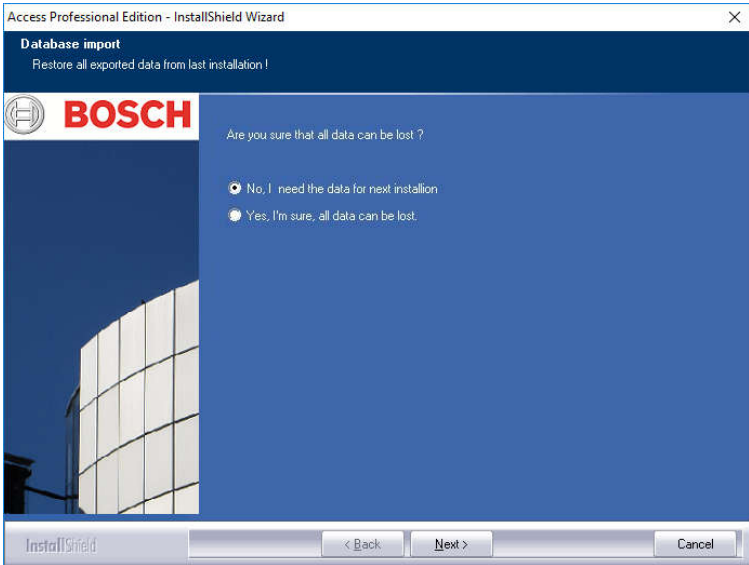 Access Professional Edition - InstallShield Wizard
Database import
Restore all exported data from last installation !
BOSCH
Are you sure that all data can be lost ?
No, I need the data for next installion
Yes, I'm sure, all data can be lost.
InstallShield
< Back
Next >
Cancel